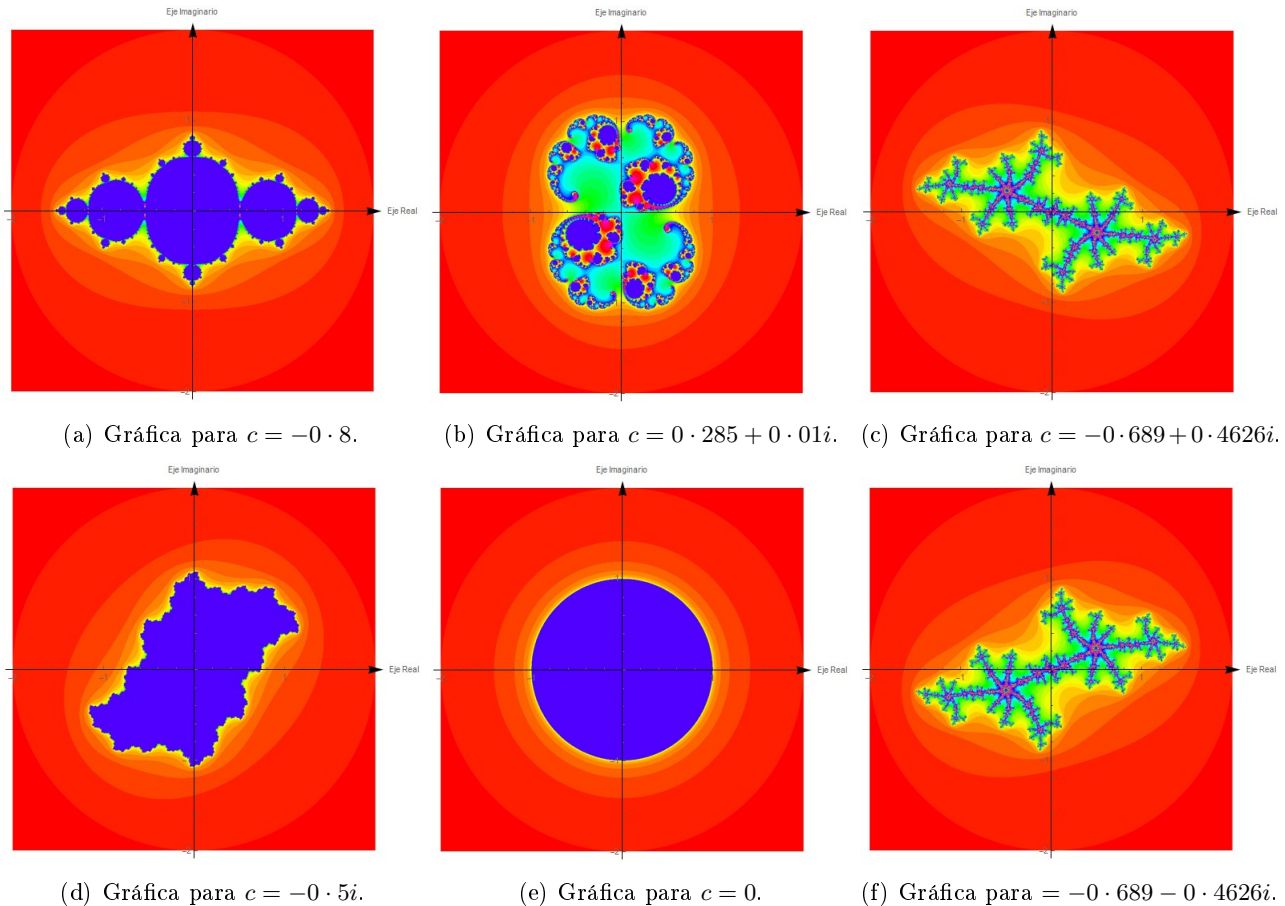 Eje Imaginario
Eje Imaginario
Eje Imaginario
Eje Real
Eje Real
Eje Real
(a) Gráfica para c = −0 · 8.
(b) Gráfica para c = 0 · 285 + 0 · 01i.
(c) Gráfica para c = −0 · 689 + 0 · 4626i.
Eje Imaginario
Eje Imaginario
Eje Imaginario
Eje Real
Eje Real
Eje Real
(d) Gráfica para c = −0 · 5i.
(e) Gráfica para c = 0.
(f) Gráfica para = −0 · 689 − 0 · 4626i.